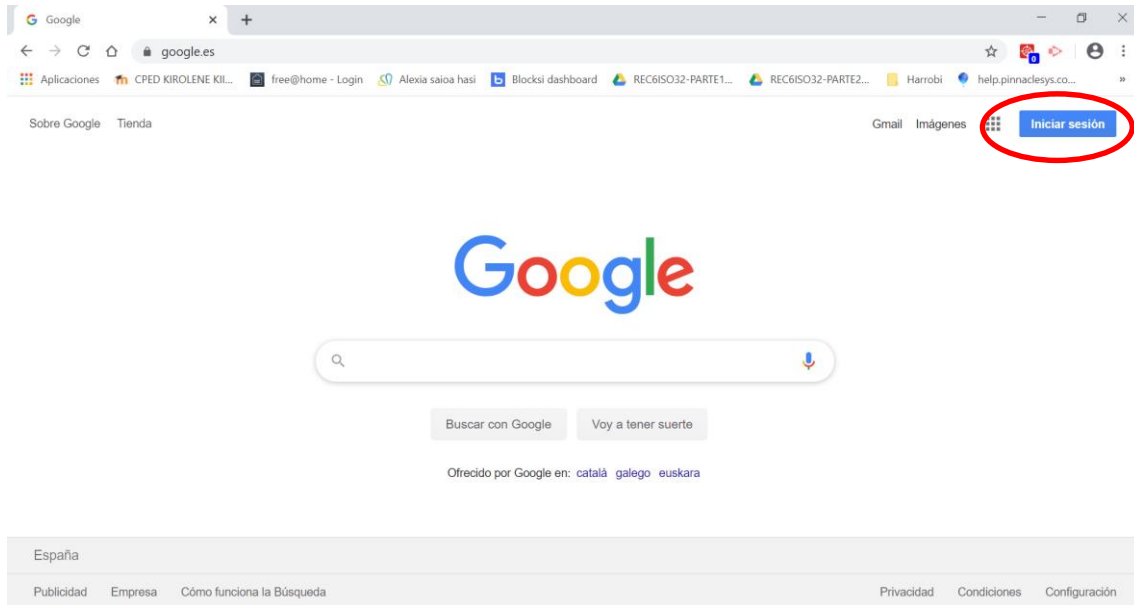 Google
google.es
Aplicaciones CPED KIROLENE KII... free@home - Login Alexia saioa hasi Blocksi dashboard REC6ISO32-PARTE1... REC6ISO32-PARTE2... Harrobi help.pinnaclesys.co... »
Sobre Google Tienda Gmail Imágenes Iniciar sesión
Google
Buscar con Google Voy a tener suerte
Ofrecido por Google en: català galego euskara
España
Publicidad Empresa Cómo funciona la Búsqueda Privacidad Condiciones Configuración